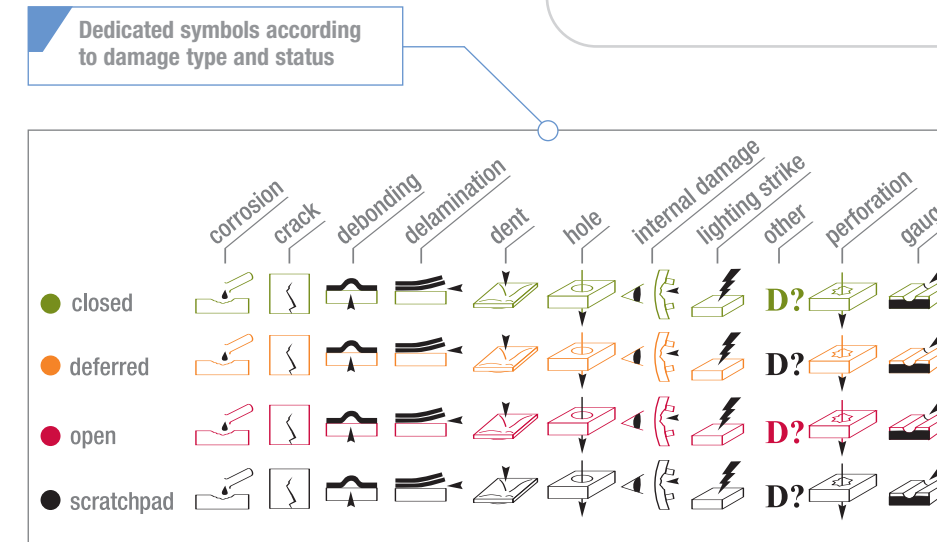 Dedicated symbols according
to damage type and status
corrosion
crack
debonding
delamination
dent
hole
internal damage
lighting strike
other
perforation
gaug
closed
D?
deferred
D?
open
D?
scratchpad
D?